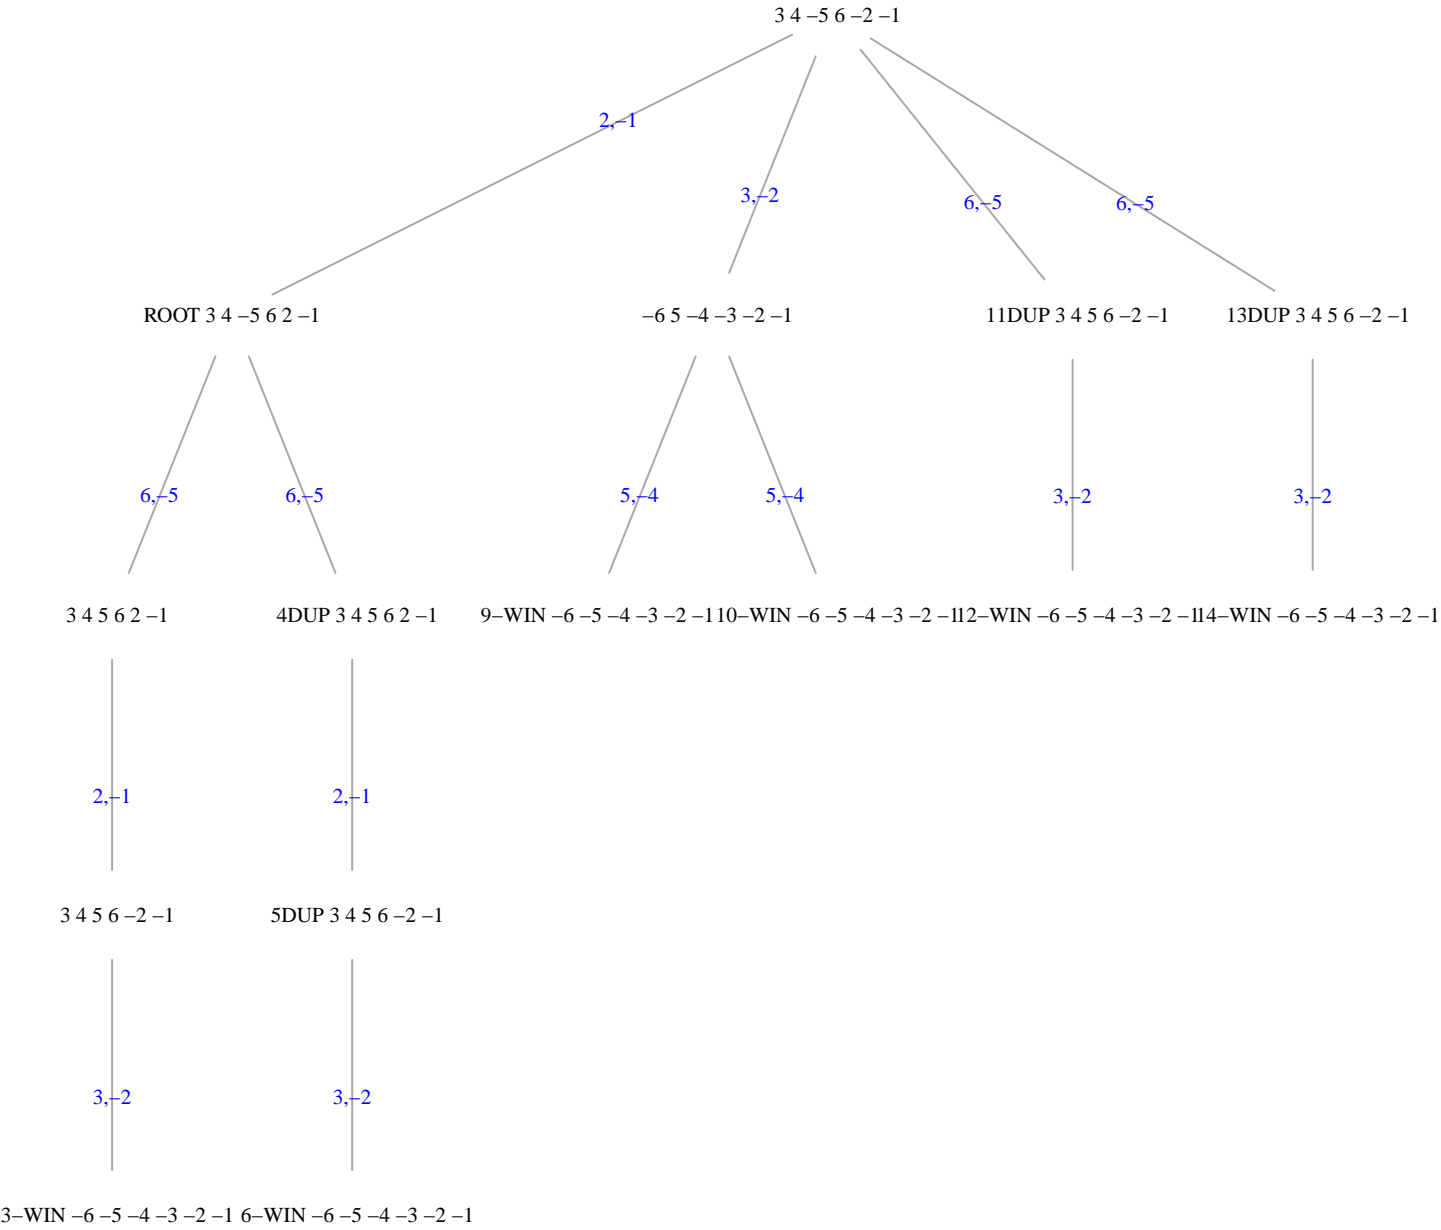 3 4 –5 6 –2 –1
2,–1
3,–2
6,–5
6,–5
ROOT 3 4 –5 6 2 –1
–6 5 –4 –3 –2 –1
11DUP 3 4 5 6 –2 –1
13DUP 3 4 5 6 –2 –1
6,–5
6,–5
5,–4
5,–4
3,–2
3,–2
3 4 5 6 2 –1
4DUP 3 4 5 6 2 –1
9–WIN –6 –5 –4 –3 –2 –1
10–WIN –6 –5 –4 –3 –2 –1
12–WIN –6 –5 –4 –3 –2 –1
14–WIN –6 –5 –4 –3 –2 –1
2,–1
2,–1
3 4 5 6 –2 –1
5DUP 3 4 5 6 –2 –1
3,–2
3,–2
3–WIN –6 –5 –4 –3 –2 –1
6–WIN –6 –5 –4 –3 –2 –1